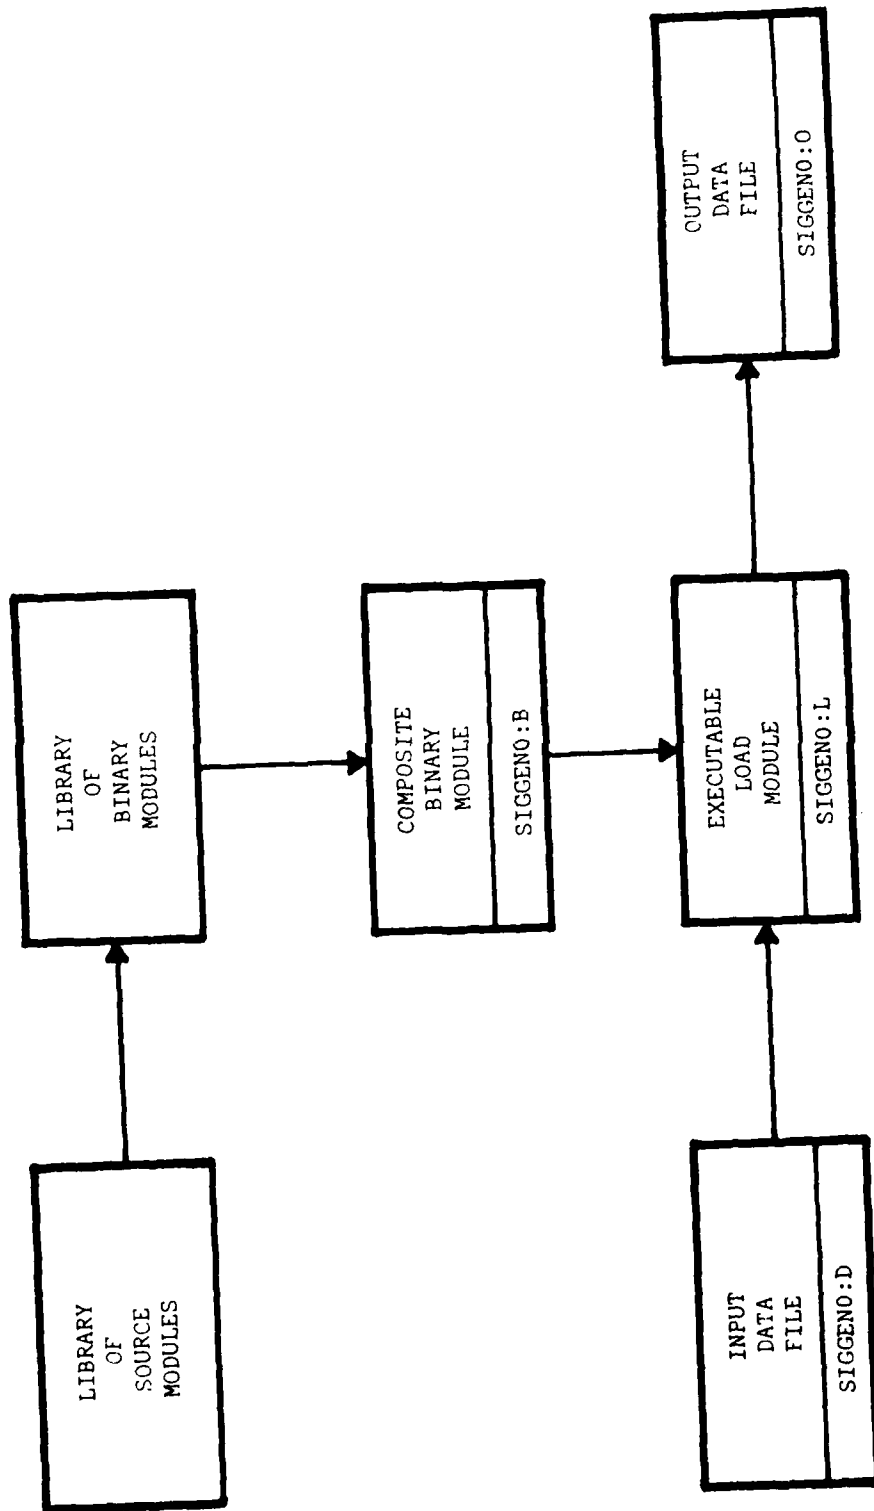 LIBRARY
OF
SOURCE
MODULES
LIBRARY
OF
BINARY
MODULES
COMPOSITE
BINARY
MODULE
SIGGENO:B
INPUT
DATA
FILE
SIGGENO:D
EXECUTABLE
LOAD
MODULE
SIGGENO:L
OUTPUT
DATA
FILE
SIGGENO:O